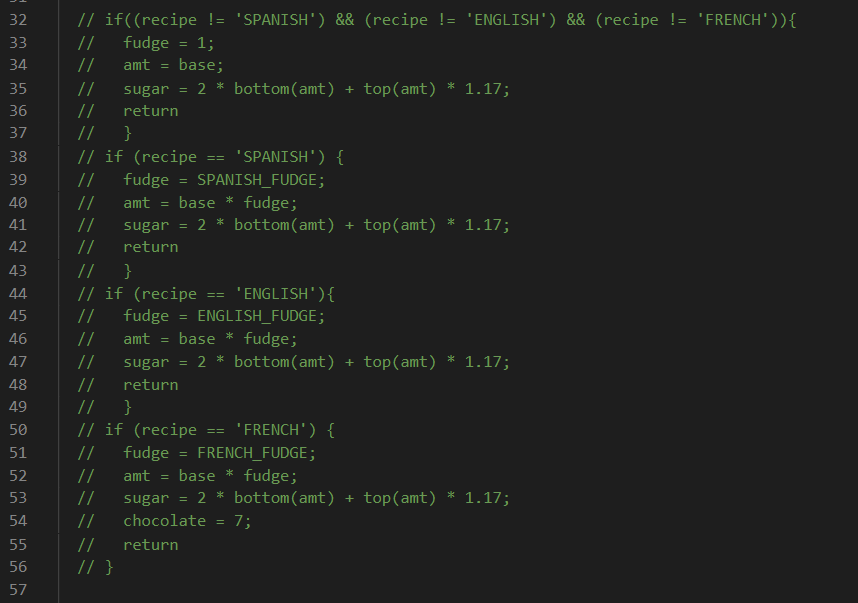 32 // if((recipe != 'SPANISH') && (recipe != 'ENGLISH') && (recipe != 'FRENCH')){
33 //   fudge = 1;
34 //   amt = base;
35 //   sugar = 2 * bottom(amt) + top(amt) * 1.17;
36 //   return
37 //   }
38 // if (recipe == 'SPANISH') {
39 //   fudge = SPANISH_FUDGE;
40 //   amt = base * fudge;
41 //   sugar = 2 * bottom(amt) + top(amt) * 1.17;
42 //   return
43 //   }
44 // if (recipe == 'ENGLISH'){
45 //   fudge = ENGLISH_FUDGE;
46 //   amt = base * fudge;
47 //   sugar = 2 * bottom(amt) + top(amt) * 1.17;
48 //   return
49 //   }
50 // if (recipe == 'FRENCH') {
51 //   fudge = FRENCH_FUDGE;
52 //   amt = base * fudge;
53 //   sugar = 2 * bottom(amt) + top(amt) * 1.17;
54 //   chocolate = 7;
55 //   return
56 // }
57